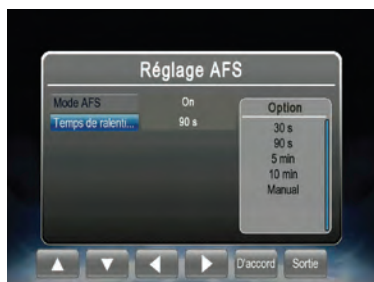 Réglage AFS
Mode AFS On
Temps de ralenti... 90 s
Option
30 s
90 s
5 min
10 min
Manual
D'accord Sortie